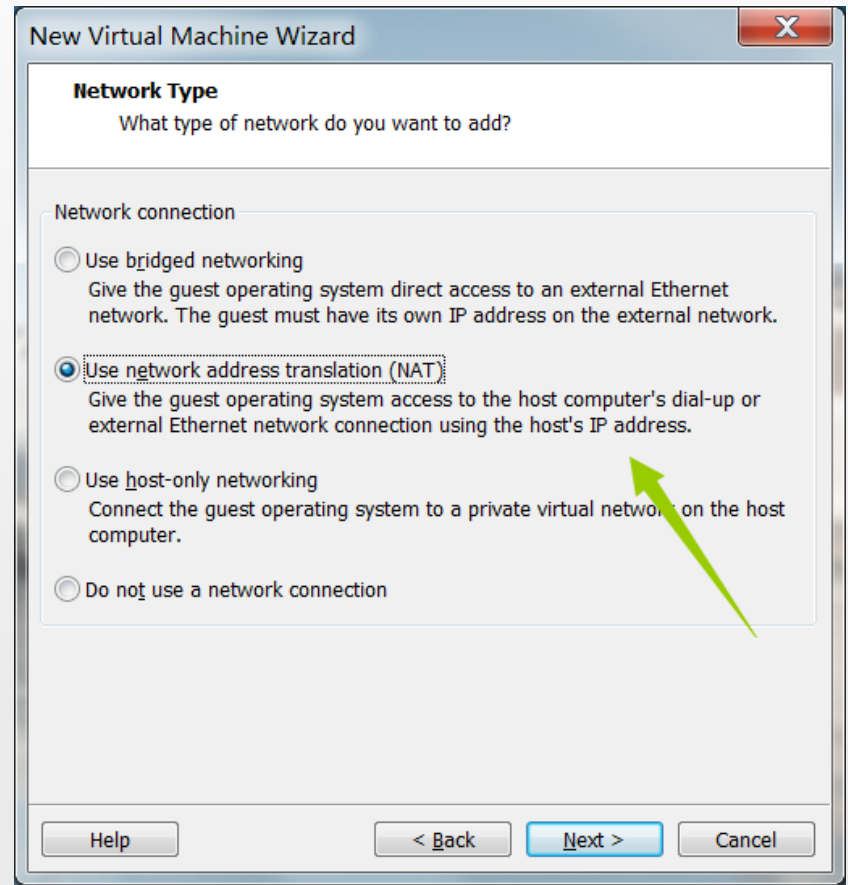 New Virtual Machine Wizard
Network Type
What type of network do you want to add?
Network connection
Use bridged networking
Give the guest operating system direct access to an external Ethernet
network. The guest must have its own IP address on the external network.
Use network address translation (NAT)
Give the guest operating system access to the host computer's dial-up or
external Ethernet network connection using the host's IP address.
Use host-only networking
Connect the guest operating system to a private virtual network on the host
computer.
Do not use a network connection
Help
< Back
Next >
Cancel